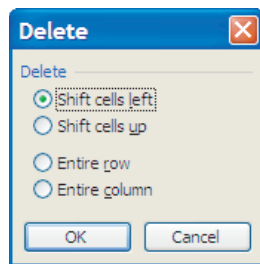 Delete
Delete
Shift cells left
Shift cells up
Entire row
Entire column
OK Cancel